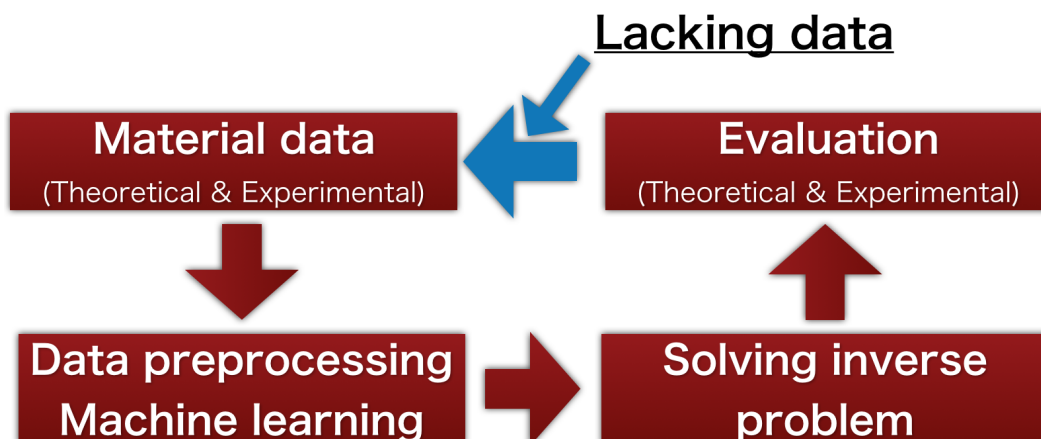 Lacking data
Material data
(Theoretical & Experimental)
Evaluation
(Theoretical & Experimental)
Data preprocessing
Machine learning
Solving inverse
problem